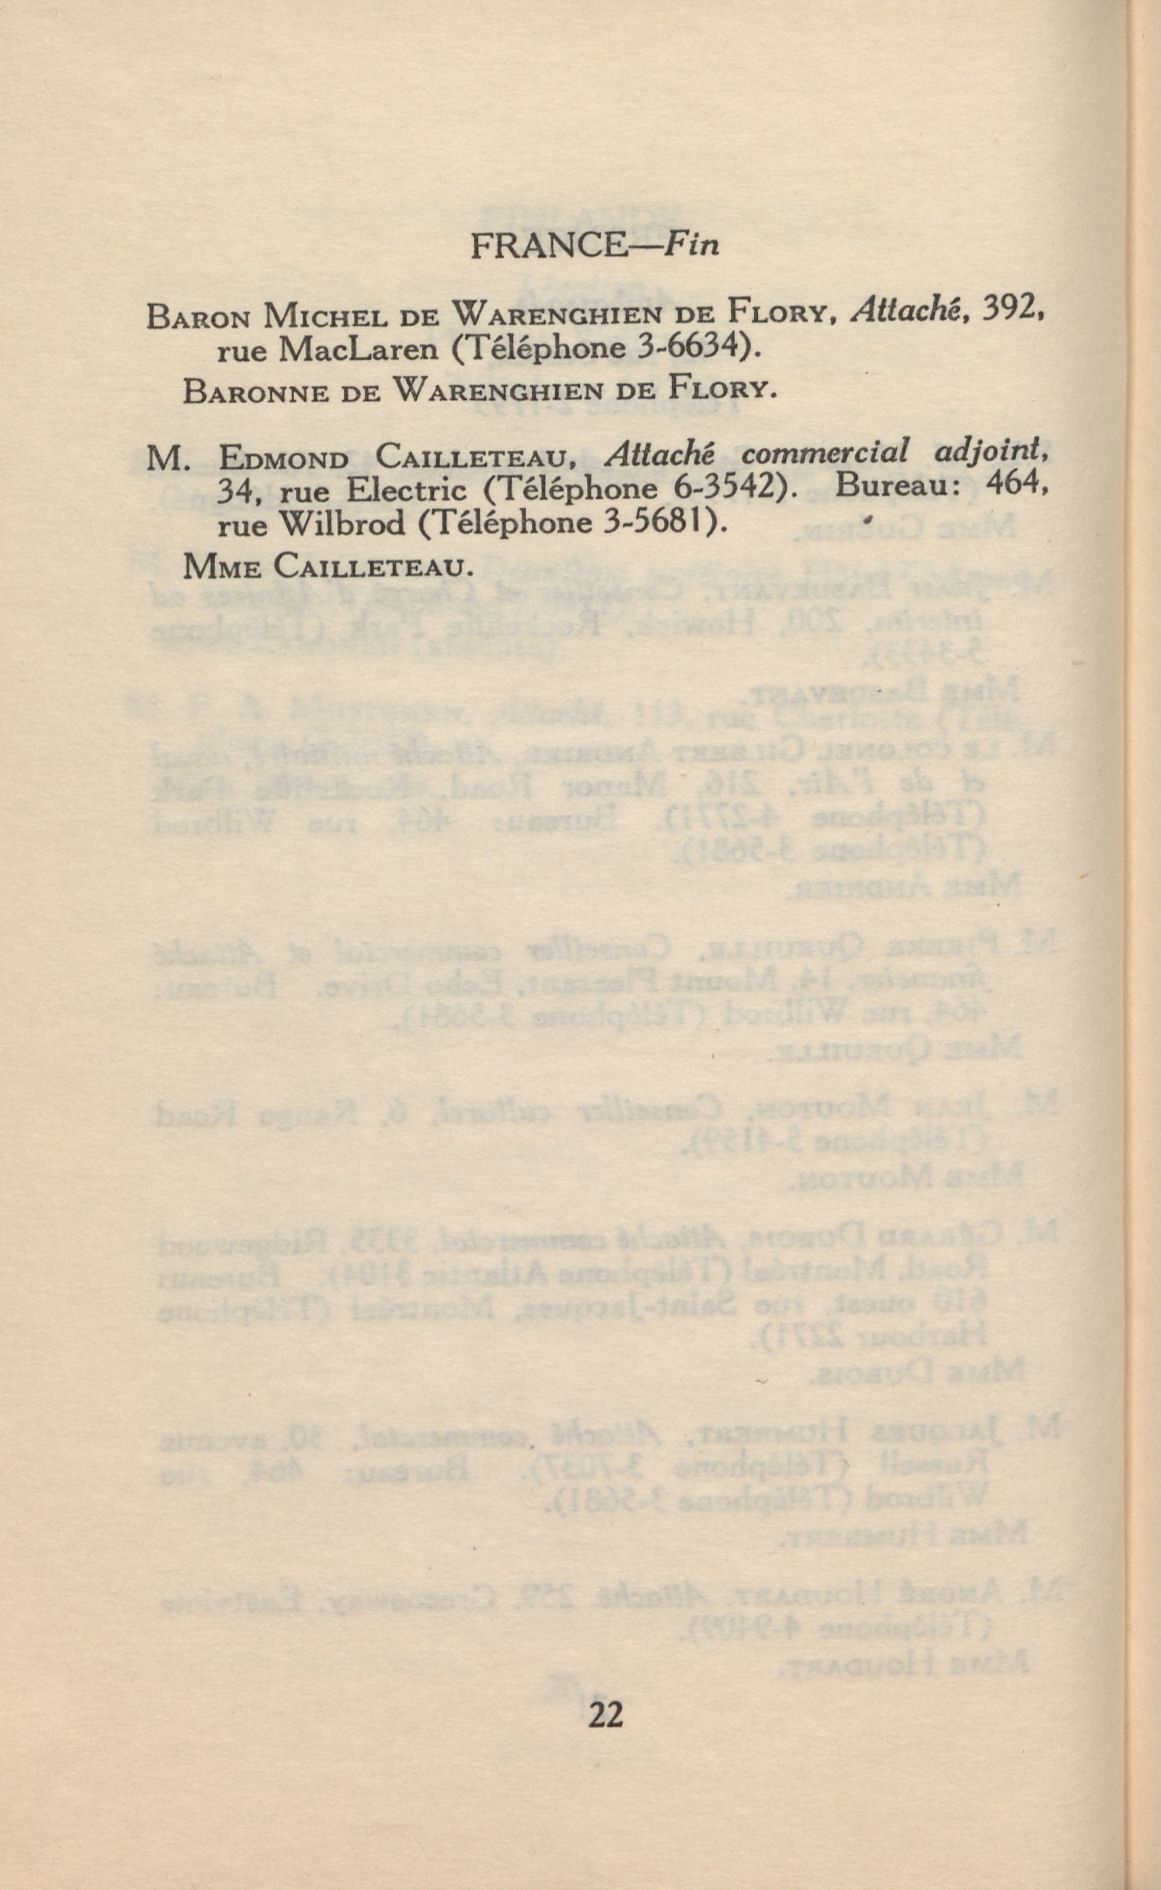 FRANCE—Fin
BARON MICHEL DE WARENGHIEN DE FLORY, Attaché, 392,
rue MacLaren (Téléphone 3-6634).
BARONNE DE WARENGHIEN DE FLORY.
M. EDMOND CAILLETEAU, Attaché commercial adjoint,
34, rue Electric (Téléphone 6-3542). Bureau: 464,
rue Wilbrod (Téléphone 3-5681).
MME CAILLETEAU.
22